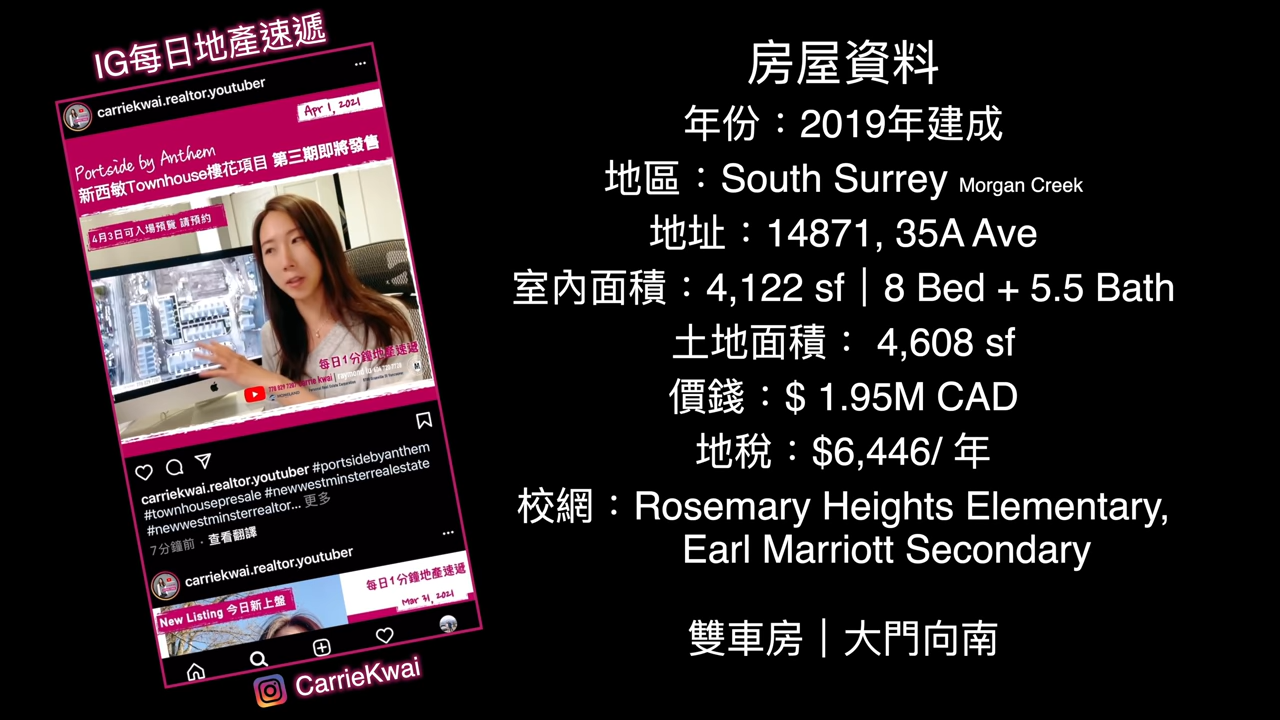 IG每日地產速遞
carriekwai.realtor.youtuber
Apr 1, 2021
Portside by Anthem
新西敏Townhouse樓花項目 第三期即將發售
4月3日可入場預覽 請預約
每日1分鐘地產速遞
carriekwai.realtor.youtuber #portsidebyanthem
#townhousepresale #newwestminsterrealestate
#newwestminsterrealtor... 更多
7分鐘前・查看翻譯
carriekwai.realtor.youtuber
每日1分鐘地產速遞
Mar 31, 2021
New Listing 今日新上盤
CarrieKwai
房屋資料
年份：2019年建成
地區：South Surrey Morgan Creek
地址：14871, 35A Ave
室內面積：4,122 sf｜8 Bed + 5.5 Bath
土地面積： 4,608 sf
價錢：$ 1.95M CAD
地稅：$6,446/ 年
校網：Rosemary Heights Elementary,
Earl Marriott Secondary
雙車房｜大門向南